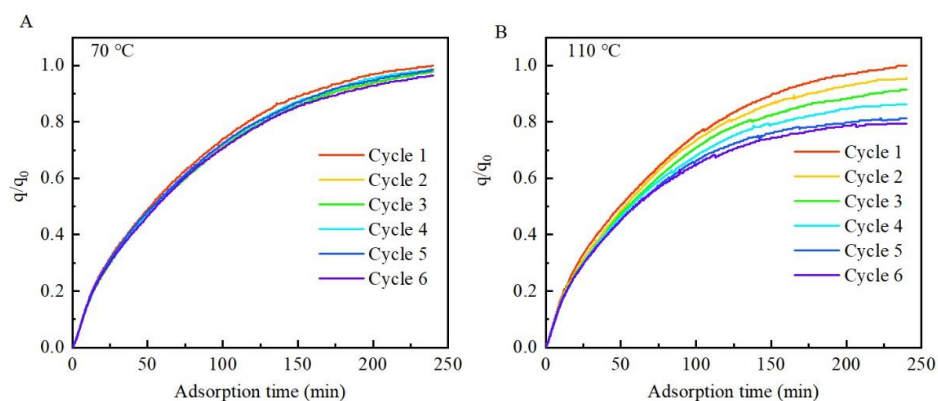 A
70 °C
1.0
0.8
0.6
0.4
0.2
0.0
q/q0
Cycle 1
Cycle 2
Cycle 3
Cycle 4
Cycle 5
Cycle 6
0 50 100 150 200 250
Adsorption time (min)
B
110 °C
1.0
0.8
0.6
0.4
0.2
0.0
q/q0
Cycle 1
Cycle 2
Cycle 3
Cycle 4
Cycle 5
Cycle 6
0 50 100 150 200 250
Adsorption time (min)